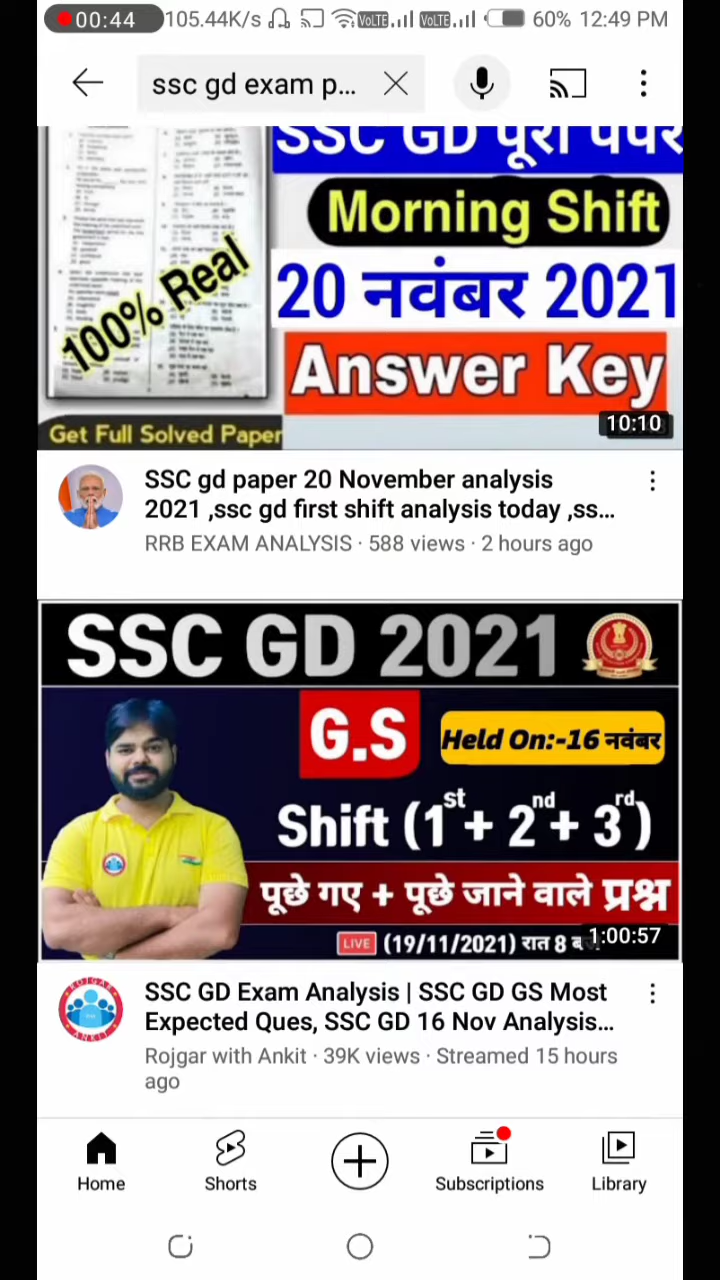 00:44 105.44K/s VoLTE VoLTE 60% 12:49 PM
ssc gd exam p...
SSC GD पूरा पेपर
Morning Shift
20 नवंबर 2021
100% Real
Answer Key
Get Full Solved Paper
10:10
SSC gd paper 20 November analysis
2021 ,ssc gd first shift analysis today ,ss...
RRB EXAM ANALYSIS · 588 views · 2 hours ago
SSC GD 2021
G.S
Held On:-16 नवंबर
Shift (1st+ 2nd+ 3rd)
पूछे गए + पूछे जाने वाले प्रश्न
LIVE (19/11/2021) रात 8
1:00:57
SSC GD Exam Analysis | SSC GD GS Most
Expected Ques, SSC GD 16 Nov Analysis...
ROJGAR
ANKIT
Rojgar with Ankit · 39K views · Streamed 15 hours
ago
Home Shorts Subscriptions Library